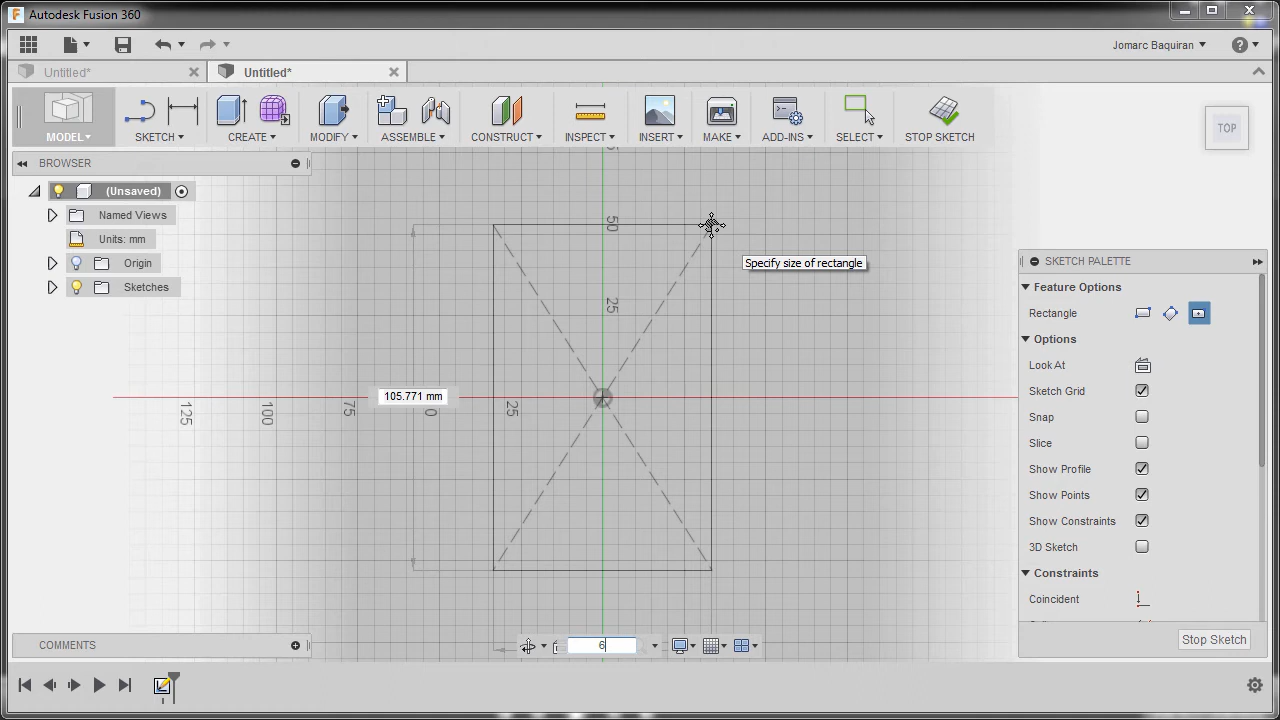 Autodesk Fusion 360
Jomarc Baquiran
Untitled*
Untitled*
MODEL
SKETCH
CREATE
MODIFY
ASSEMBLE
CONSTRUCT
INSPECT
INSERT
MAKE
ADD-INS
SELECT
STOP SKETCH
TOP
BROWSER
(Unsaved)
Named Views
Units: mm
Origin
Sketches
50
25
Specify size of rectangle
105.771 mm
125
100
75
0
25
SKETCH PALETTE
Feature Options
Rectangle
Options
Look At
Sketch Grid
Snap
Slice
Show Profile
Show Points
Show Constraints
3D Sketch
Constraints
Coincident
Stop Sketch
COMMENTS
6